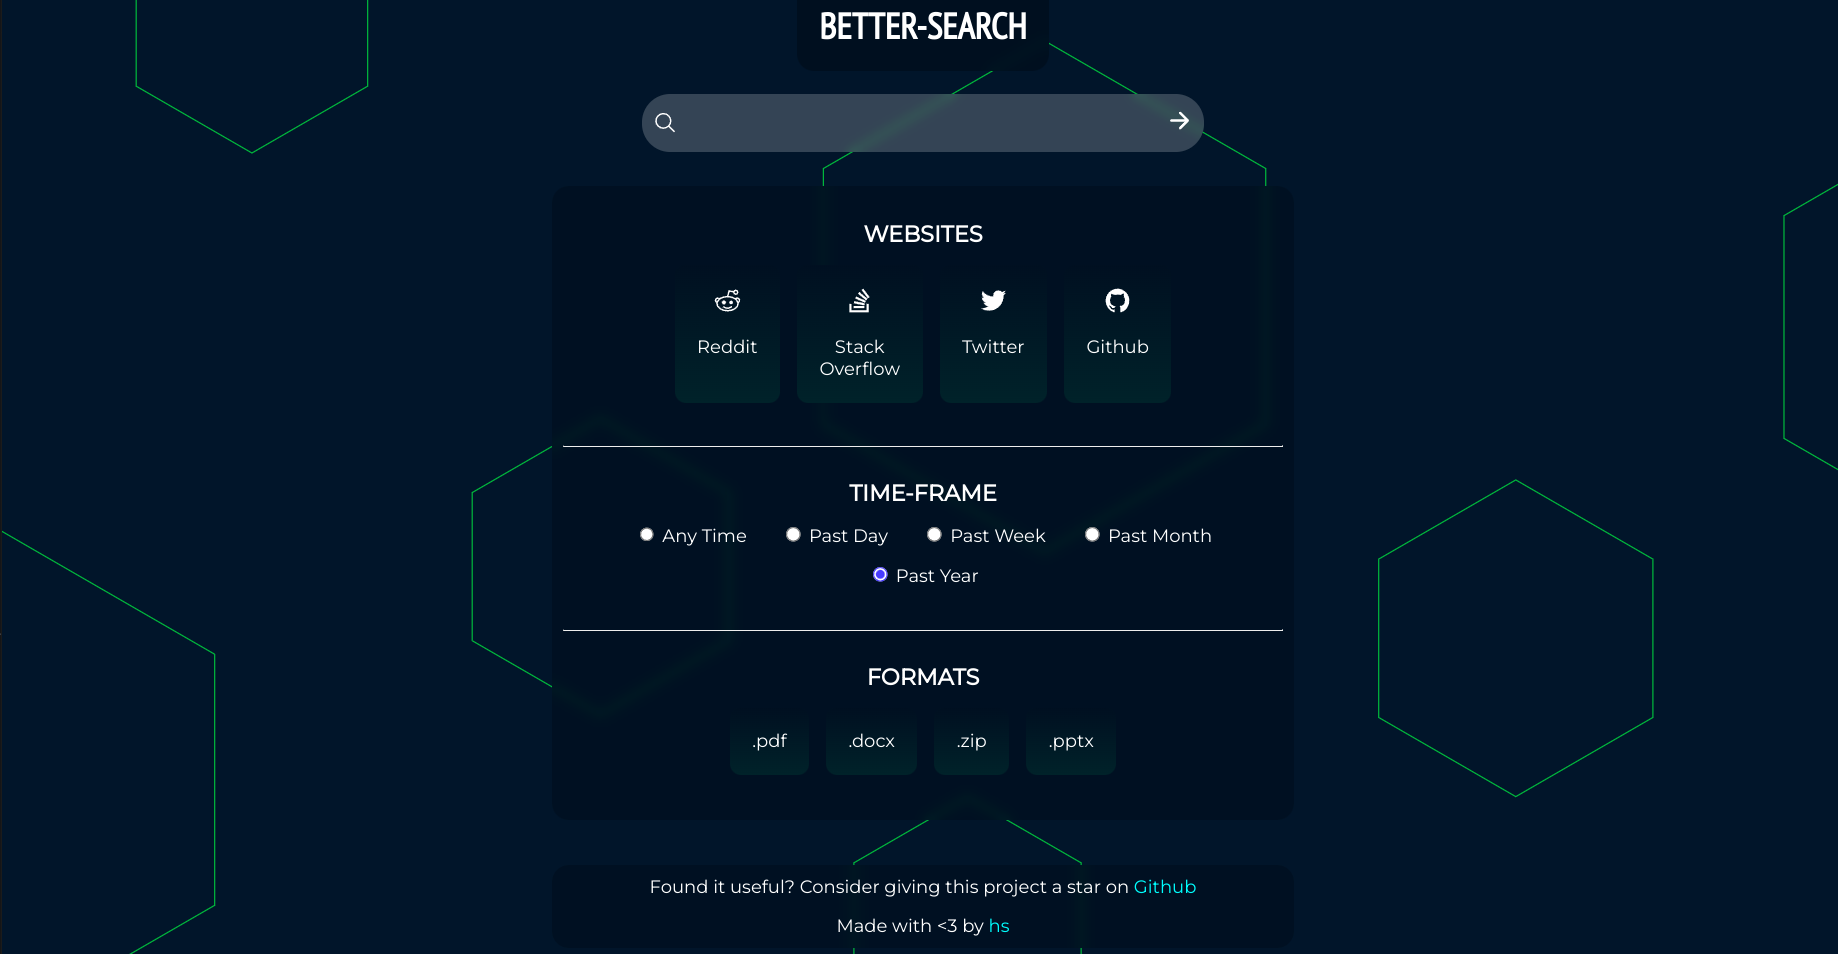 BETTER-SEARCH
WEBSITES
Reddit
Stack
Overflow
Twitter
Github
TIME-FRAME
Any Time
Past Day
Past Week
Past Month
Past Year
FORMATS
.pdf
.docx
.zip
.pptx
Found it useful? Consider giving this project a star on Github
Made with <3 by hs